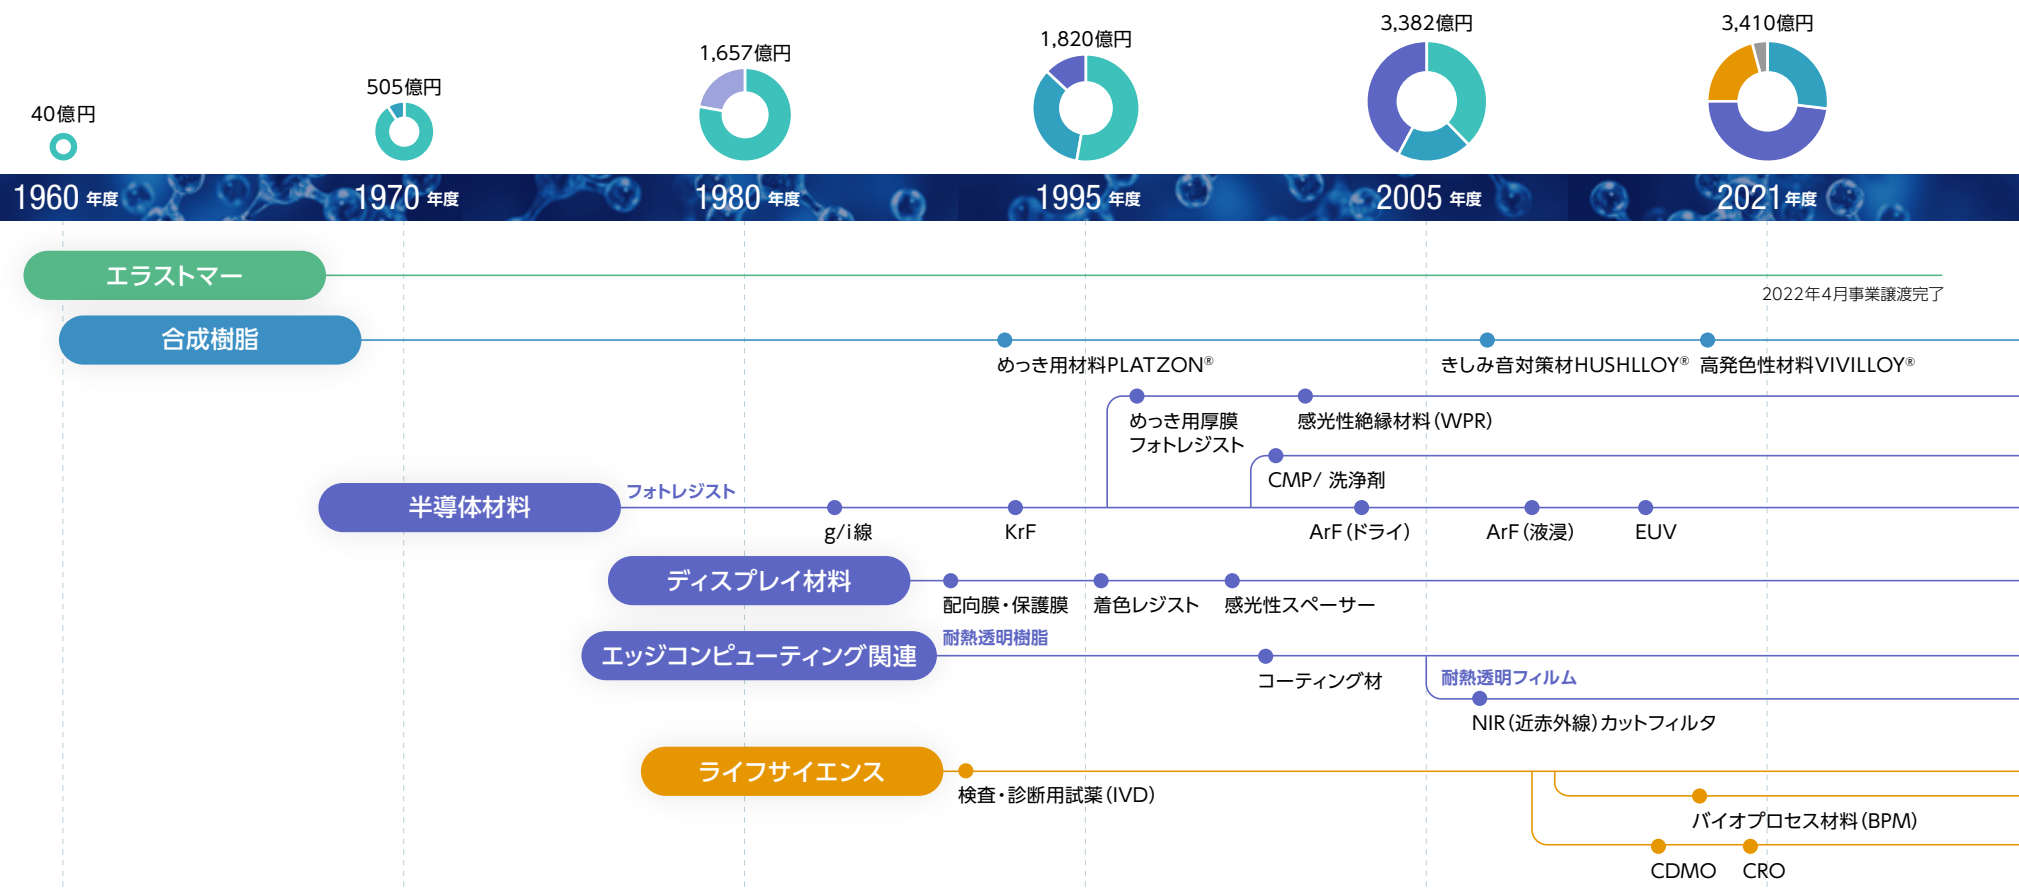 40億円
505億円
1,657億円
1,820億円
3,382億円
3,410億円
1960 年度
1970 年度
1980 年度
1995 年度
2005 年度
2021年度
エラストマー
2022年4月事業譲渡完了
合成樹脂
めっき用材料PLATZON®
きしみ音対策材HUSHLLOY®
高発色性材料VIVILLOY®
めっき用厚膜
フォトレジスト
感光性絶縁材料(WPR)
CMP/ 洗浄剤
半導体材料
フォトレジスト
g/i線
KrF
ArF(ドライ)
ArF(液浸)
EUV
ディスプレイ材料
配向膜・保護膜
着色レジスト
感光性スペーサー
エッジコンピューティング関連
耐熱透明樹脂
コーティング材
耐熱透明フィルム
NIR(近赤外線)カットフィルタ
ライフサイエンス
検査・診断用試薬(IVD)
バイオプロセス材料(BPM)
CDMO
CRO